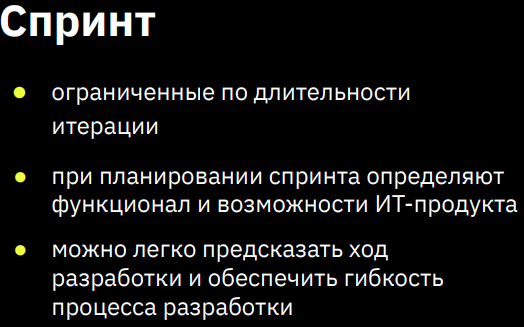 Спринт
ограниченные по длительности
итерации
при планировании спринта определяют
функционал и возможности ИТ-продукта
можно легко предсказать ход
разработки и обеспечить гибкость
процесса разработки